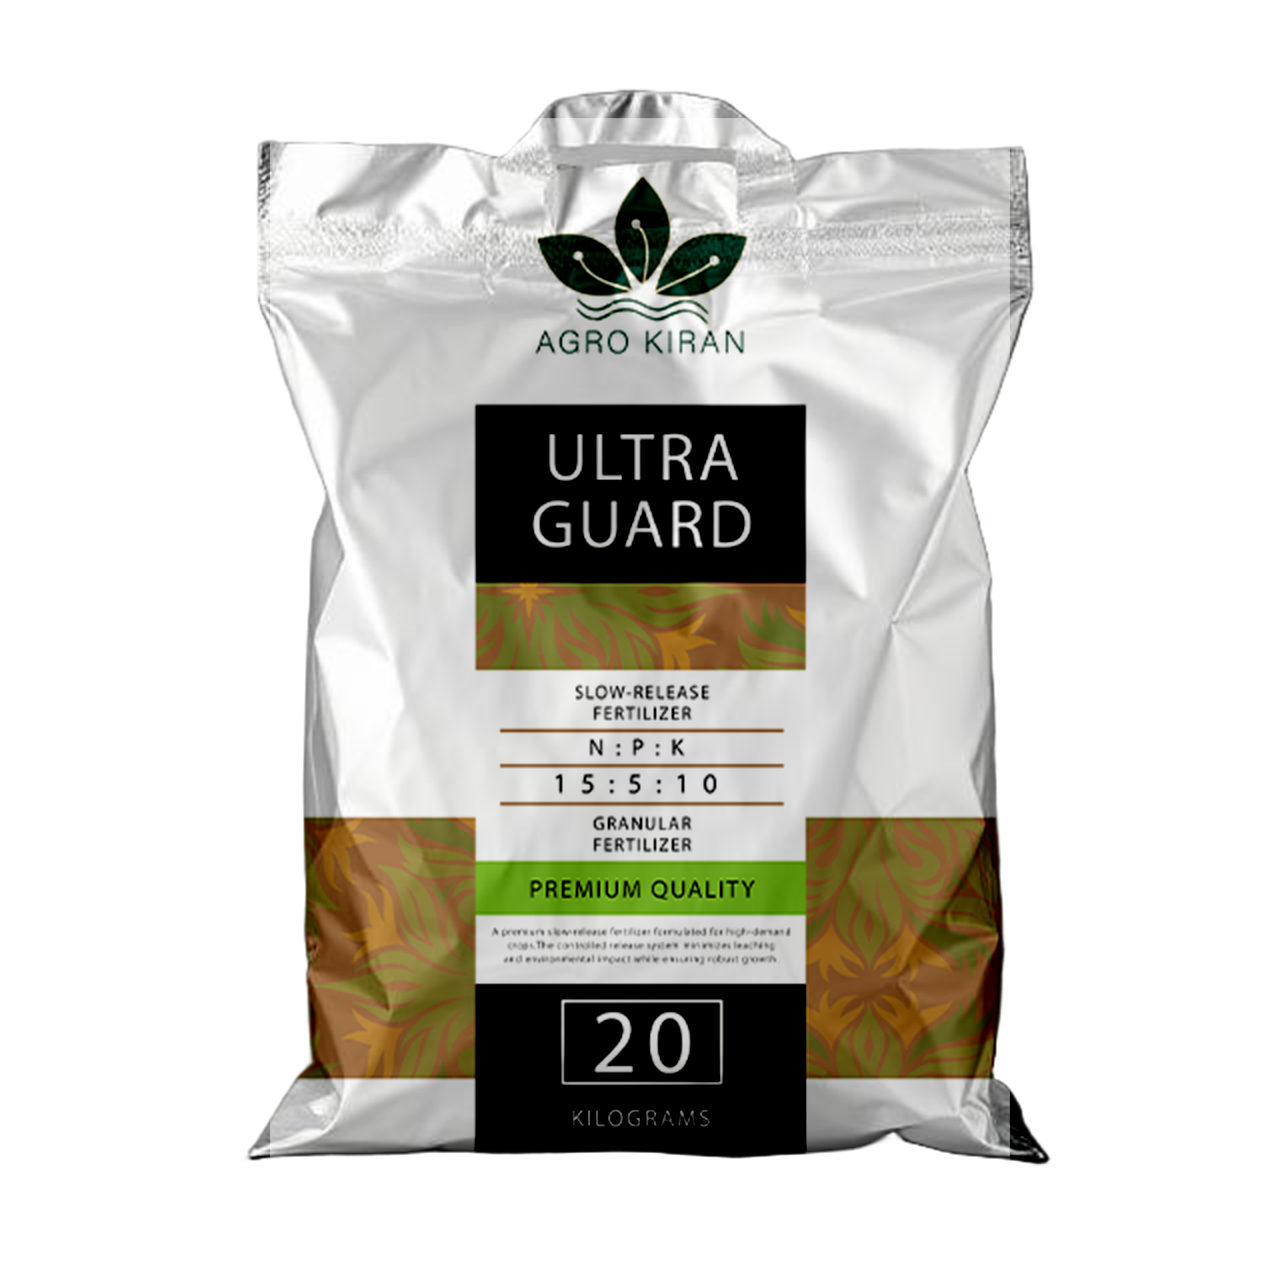 AGRO KIRAN
ULTRA
GUARD
SLOW-RELEASE
FERTILIZER
N : P : K
15 : 5 : 10
GRANULAR
FERTILIZER
PREMIUM QUALITY
A premium slow-release fertilizer formulated for high-demand
crops. The controlled release system minimizes leaching
and environmental impact while ensuring robust growth.
20
KILOGRAMS